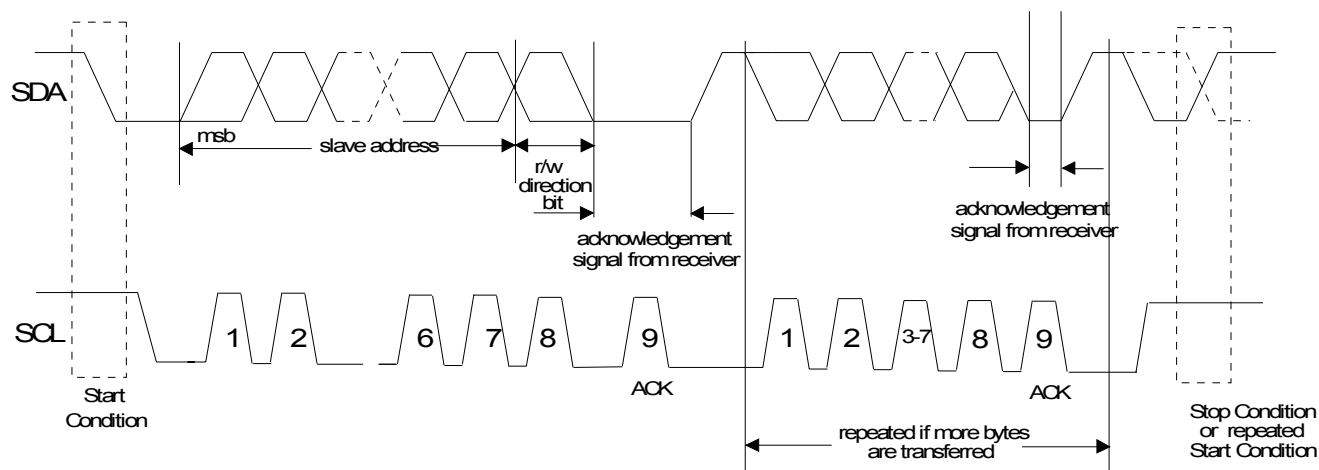 SDA
msb
slave address
r/w
direction
bit
acknowledgement
signal from receiver
acknowledgement
signal from receiver
SCL
1
2
6
7
8
9
1
2
3-7
8
9
ACK
ACK
Start
Condition
repeated if more bytes
are transferred
Stop Condition
or repeated
Start Condition